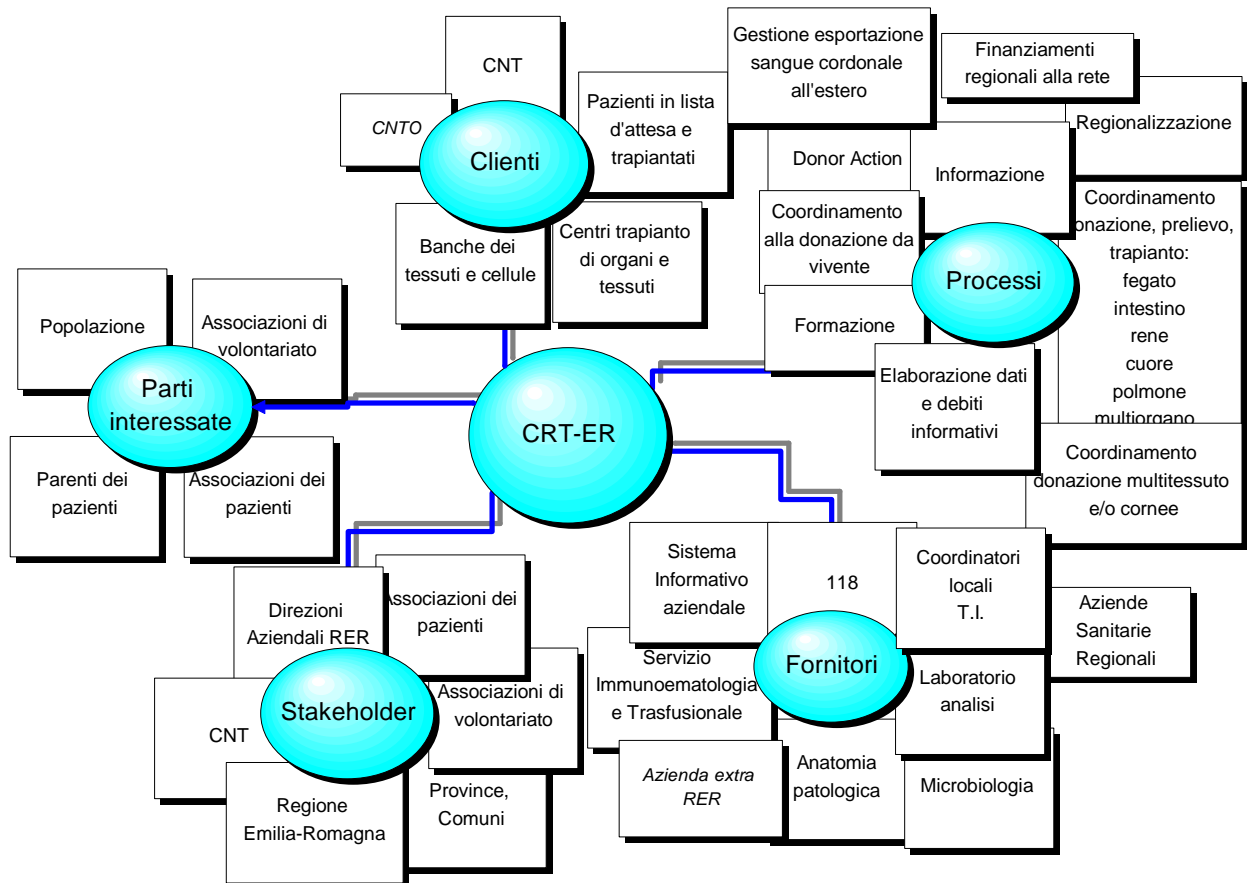 CNT
CNTO
Clienti
Pazienti in lista
d'attesa e
trapiantati
Banche dei
tessuti e cellule
Centri trapianto
di organi e
tessuti
Gestione esportazione
sangue cordonale
all'estero
Finanziamenti
regionali alla rete
Regionalizzazione
Donor Action
Informazione
Coordinamento
alla donazione da
vivente
Processi
Coordinamento
onazione, prelievo,
trapianto:
fegato
intestino
rene
cuore
polmone
multiorgano
Formazione
Elaborazione dati
e debiti
informativi
Coordinamento
donazione multitessuto
e/o cornee
Popolazione
Associazioni di
volontariato
Parti
interessate
Parenti dei
pazienti
Associazioni dei
pazienti
CRT-ER
Direzioni
Aziendali RER
Associazioni dei
pazienti
Stakeholder
Associazioni di
volontariato
CNT
Regione
Emilia-Romagna
Province,
Comuni
Sistema
Informativo
aziendale
118
Coordinatori
locali
T.I.
Aziende
Sanitarie
Regionali
Servizio
Immunoematologia
e Trasfusionale
Fornitori
Laboratorio
analisi
Azienda extra
RER
Anatomia
patologica
Microbiologia